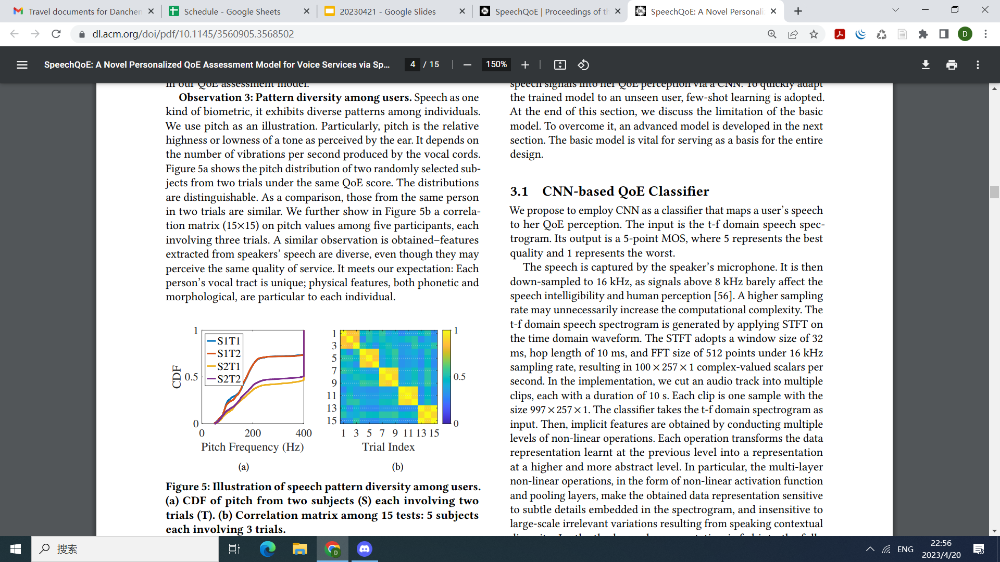 Travel documents for Danchen
Schedule - Google Sheets
20230421 - Google Slides
SpeechQoE | Proceedings of th
SpeechQoE: A Novel Personali
dl.acm.org/doi/pdf/10.1145/3560905.3568502
D
SpeechQoE: A Novel Personalized QoE Assessment Model for Voice Services via Sp...
4 / 15
150%
in our QoE assessment model.
Observation 3: Pattern diversity among users. Speech as one
kind of biometric, it exhibits diverse patterns among individuals.
We use pitch as an illustration. Particularly, pitch is the relative
highness or lowness of a tone as perceived by the ear. It depends on
the number of vibrations per second produced by the vocal cords.
Figure 5a shows the pitch distribution of two randomly selected sub-
jects from two trials under the same QoE score. The distributions
are distinguishable. As a comparison, those from the same person
in two trials are similar. We further show in Figure 5b a correla-
tion matrix (15×15) on pitch values among five participants, each
involving three trials. A similar observation is obtained–features
extracted from speakers' speech are diverse, even though they may
perceive the same quality of service. It meets our expectation: Each
person's vocal tract is unique; physical features, both phonetic and
morphological, are particular to each individual.
1
0.5
0
CDF
S1T1
S1T2
S2T1
S2T2
0 200 400
Pitch Frequency (Hz)
(a)
1
3
5
7
9
11
13
15
1 3 5 7 9 11 13 15
Trial Index
1
0.5
0
(b)
Figure 5: Illustration of speech pattern diversity among users.
(a) CDF of pitch from two subjects (S) each involving two
trials (T). (b) Correlation matrix among 15 tests: 5 subjects
each involving 3 trials.
speech signals into her QoE perception via a CNN. To quickly adapt
the trained model to an unseen user, few-shot learning is adopted.
At the end of this section, we discuss the limitation of the basic
model. To overcome it, an advanced model is developed in the next
section. The basic model is vital for serving as a basis for the entire
design.
3.1 CNN-based QoE Classifier
We propose to employ CNN as a classifier that maps a user's speech
to her QoE perception. The input is the t-f domain speech spec-
trogram. Its output is a 5-point MOS, where 5 represents the best
quality and 1 represents the worst.
The speech is captured by the speaker's microphone. It is then
down-sampled to 16 kHz, as signals above 8 kHz barely affect the
speech intelligibility and human perception [56]. A higher sampling
rate may unnecessarily increase the computational complexity. The
t-f domain speech spectrogram is generated by applying STFT on
the time domain waveform. The STFT adopts a window size of 32
ms, hop length of 10 ms, and FFT size of 512 points under 16 kHz
sampling rate, resulting in 100×257×1 complex-valued scalars per
second. In the implementation, we cut an audio track into multiple
clips, each with a duration of 10 s. Each clip is one sample with the
size 997×257×1. The classifier takes the t-f domain spectrogram as
input. Then, implicit features are obtained by conducting multiple
levels of non-linear operations. Each operation transforms the data
representation learnt at the previous level into a representation
at a higher and more abstract level. In particular, the multi-layer
non-linear operations, in the form of non-linear activation function
and pooling layers, make the obtained data representation sensitive
to subtle details embedded in the spectrogram, and insensitive to
large-scale irrelevant variations resulting from speaking contextual
搜索
ENG
22:56
2023/4/20